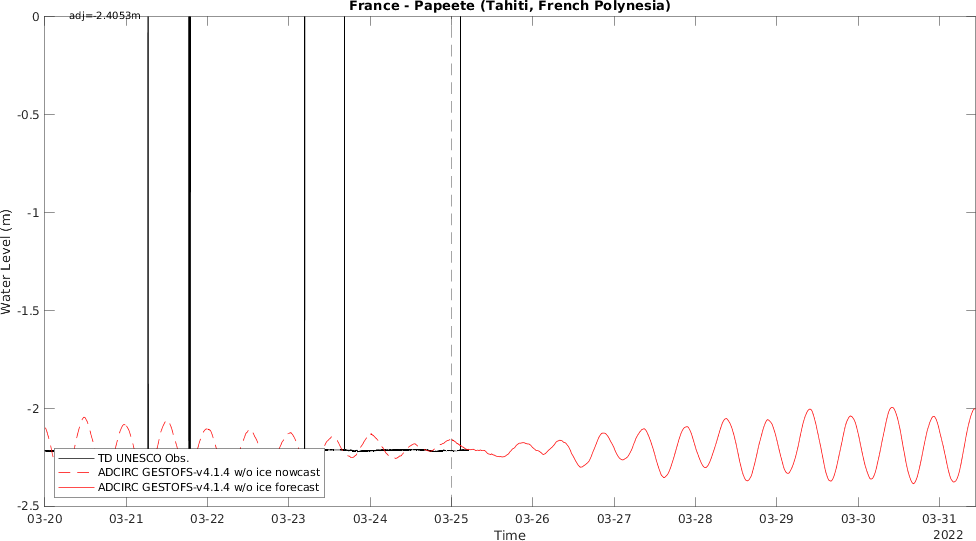 France - Papeete (Tahiti, French Polynesia)
adj=-2.4053m
0
-0.5
-1
-1.5
-2
-2.5
Water Level (m)
TD UNESCO Obs.
ADCIRC GESTOFS-v4.1.4 w/o ice nowcast
ADCIRC GESTOFS-v4.1.4 w/o ice forecast
03-20 03-21 03-22 03-23 03-24 03-25 03-26 03-27 03-28 03-29 03-30 03-31
Time
2022